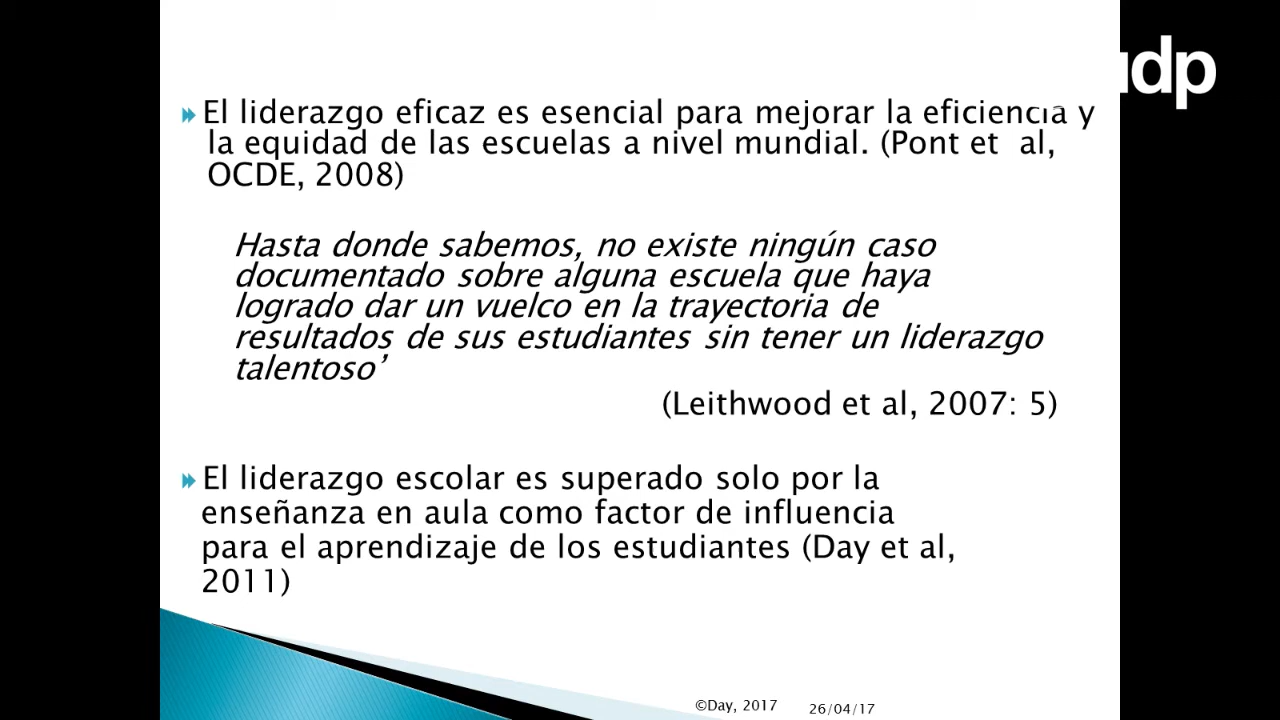 udp
El liderazgo eficaz es esencial para mejorar la eficiencia y
la equidad de las escuelas a nivel mundial. (Pont et al,
OCDE, 2008)
Hasta donde sabemos, no existe ningún caso
documentado sobre alguna escuela que haya
logrado dar un vuelco en la trayectoria de
resultados de sus estudiantes sin tener un liderazgo
talentoso’
(Leithwood et al, 2007: 5)
El liderazgo escolar es superado solo por la
enseñanza en aula como factor de influencia
para el aprendizaje de los estudiantes (Day et al,
2011)
©Day, 2017
26/04/17